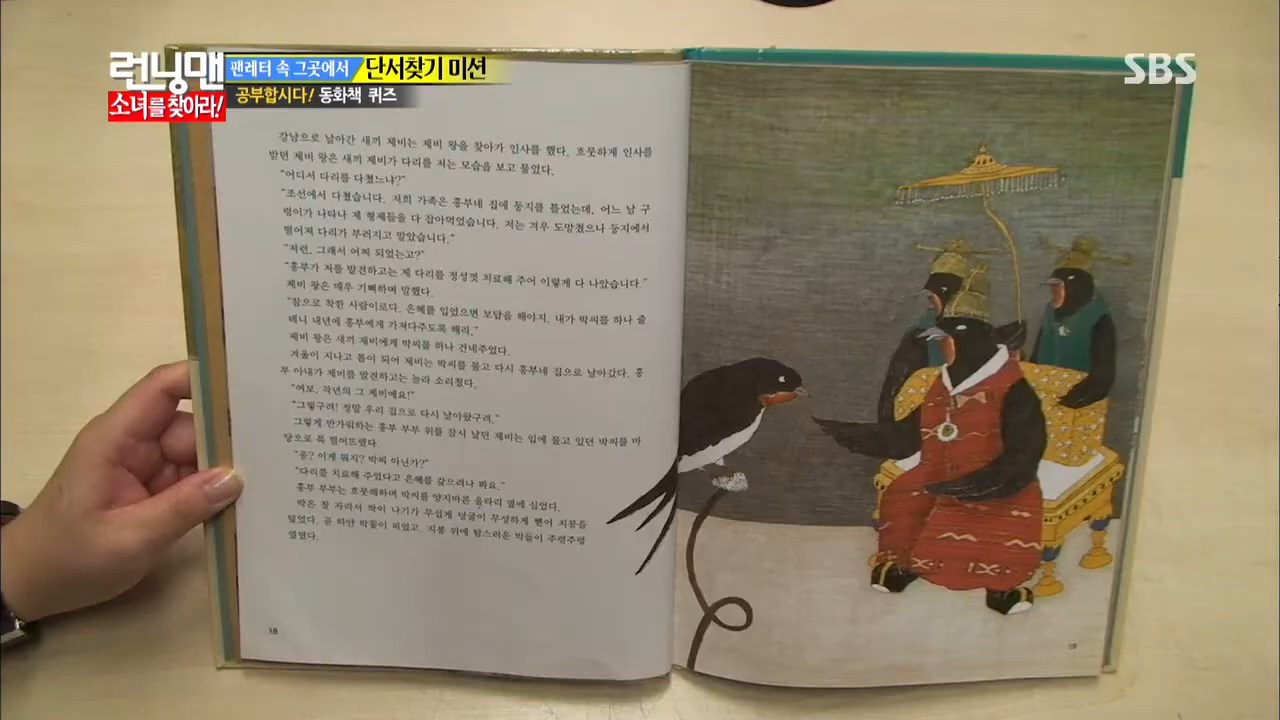 런닝맨
소녀를 찾아라!
팬레터 속 그곳에서 단서찾기 미션
공부합시다! 동화책 퀴즈
SBS
강남으로 날아간 새끼 제비는 제비 왕을 찾아가 인사를 했다. 흐뭇하게 인사를
받던 제비 왕은 새끼 제비가 다리를 저는 모습을 보고 물었다.
"어디서 다리를 다쳤느냐?"
"조선에서 다쳤습니다. 저희 가족은 흥부네 집에 둥지를 틀었는데, 어느 날 구
렁이가 나타나 제 형제들을 다 잡아먹었습니다. 저는 겨우 도망쳤으나 둥지에서
떨어져 다리가 부러지고 말았습니다."
"저런, 그래서 어찌 되었는고?"
"흥부가 저를 발견하고는 제 다리를 정성껏 치료해 주어 이렇게 다 나았습니다."
제비 왕은 매우 기뻐하며 말했다.
"참으로 착한 사람이로다. 은혜를 입었으면 보답을 해야지. 내가 박씨를 하나 줄
테니 내년에 흥부에게 가져다주도록 해라."
제비 왕은 새끼 제비에게 박씨를 하나 건네주었다.
겨울이 지나고 봄이 되어 제비는 박씨를 물고 다시 흥부네 집으로 날아갔다. 흥
부 아내가 제비를 발견하고는 놀라 소리쳤다.
"여보, 작년의 그 제비예요!"
"그렇구려! 정말 우리 집으로 다시 날아왔구려."
그렇게 반가워하는 흥부 부부 위를 잠시 날던 제비는 입에 물고 있던 박씨를 마
당으로 툭 떨어뜨렸다.
"응? 이게 뭐지? 박씨 아닌가?"
"다리를 치료해 주었다고 은혜를 갚으려나 봐요."
흥부 부부는 흐뭇해하며 박씨를 양지바른 울타리 옆에 심었다.
박은 잘 자라서 싹이 나기가 무섭게 덩굴이 무성하게 뻗어 지붕을
덮었다. 곧 하얀 박꽃이 피었고, 지붕 위에 탐스러운 박들이 주렁주렁
열렸다.
18
19